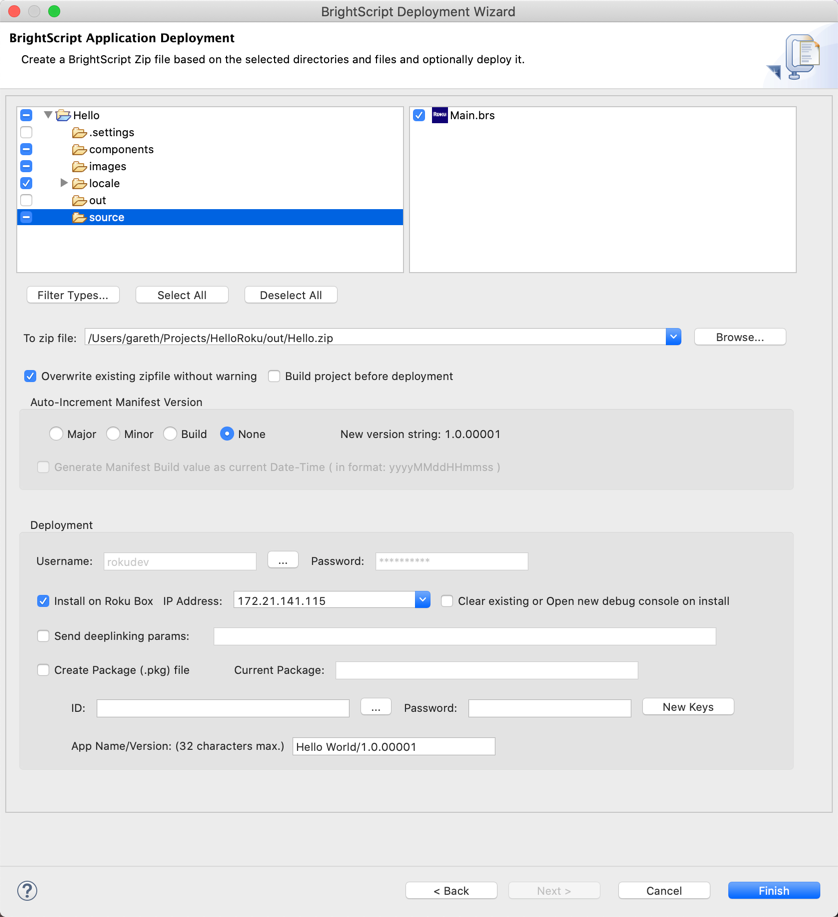 BrightScript Deployment Wizard
BrightScript Application Deployment
Create a BrightScript Zip file based on the selected directories and files and optionally deploy it.
Hello
.settings
components
images
locale
out
source
ROKU Main.brs
Filter Types... Select All Deselect All
To zip file: /Users/gareth/Projects/HelloRoku/out/Hello.zip Browse...
Overwrite existing zipfile without warning Build project before deployment
Auto-Increment Manifest Version
Major Minor Build None New version string: 1.0.00001
Generate Manifest Build value as current Date-Time ( in format: yyyyMMddHHmmss )
Deployment
Username: rokudev ... Password: **********
Install on Roku Box IP Address: 172.21.141.115 Clear existing or Open new debug console on install
Send deeplinking params:
Create Package (.pkg) file Current Package:
ID: ... Password: New Keys
App Name/Version: (32 characters max.) Hello World/1.0.00001
? < Back Next > Cancel Finish